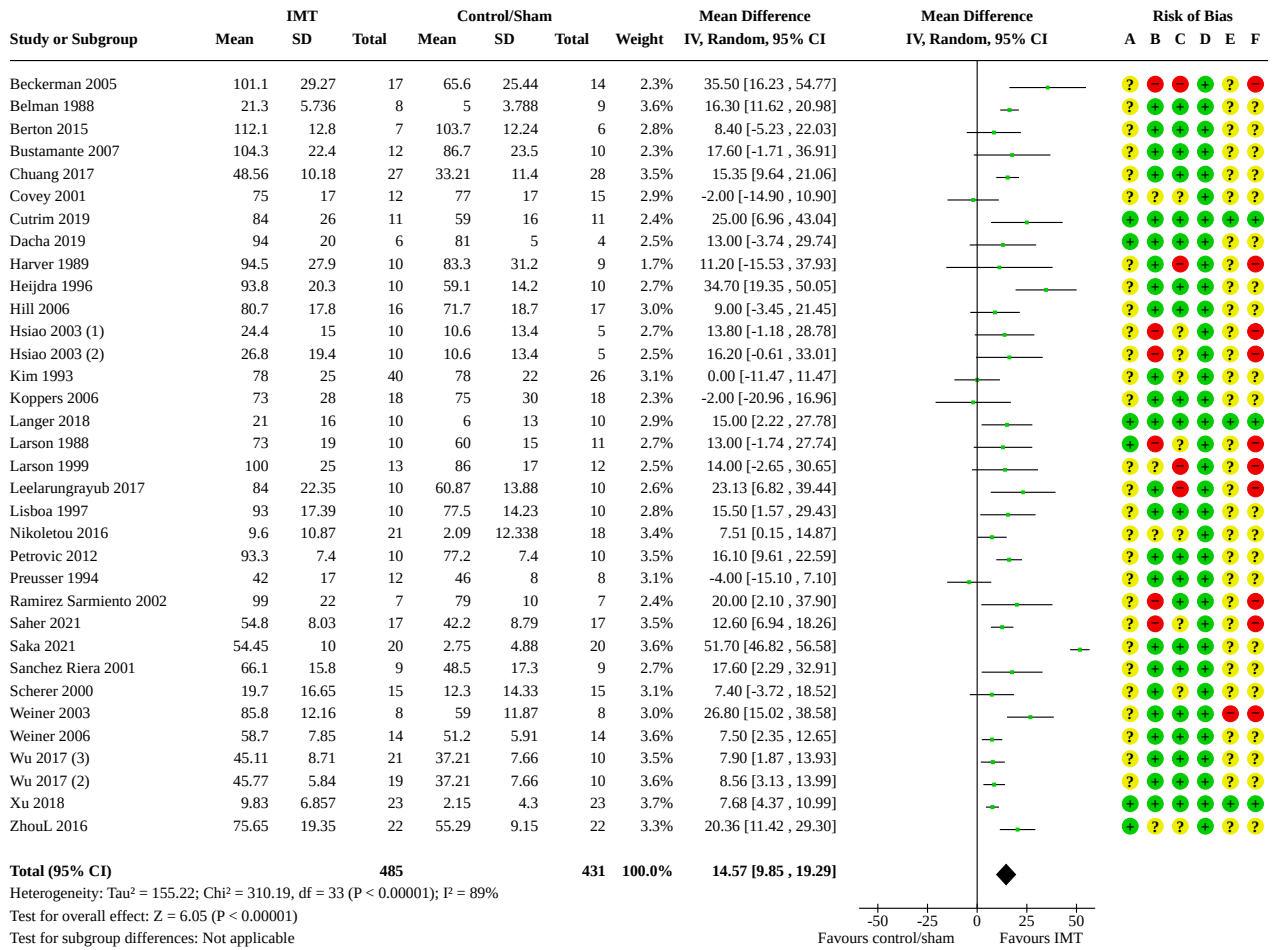 IMT Control/Sham Mean Difference Mean Difference Risk of Bias
Study or Subgroup Mean SD Total Mean SD Total Weight IV, Random, 95% CI IV, Random, 95% CI A B C D E F
Beckerman 2005 101.1 29.27 17 65.6 25.44 14 2.3% 35.50 [16.23 , 54.77] ? − − + ? −
Belman 1988 21.3 5.736 8 5 3.788 9 3.6% 16.30 [11.62 , 20.98] ? + + + ? ?
Berton 2015 112.1 12.8 7 103.7 12.24 6 2.8% 8.40 [-5.23 , 22.03] ? + + + ? ?
Bustamante 2007 104.3 22.4 12 86.7 23.5 10 2.3% 17.60 [-1.71 , 36.91] ? + + + ? ?
Chuang 2017 48.56 10.18 27 33.21 11.4 28 3.5% 15.35 [9.64 , 21.06] ? + + + ? ?
Covey 2001 75 17 12 77 17 15 2.9% -2.00 [-14.90 , 10.90] ? ? ? + ? ?
Cutrim 2019 84 26 11 59 16 11 2.4% 25.00 [6.96 , 43.04] + + + + + +
Dacha 2019 94 20 6 81 5 4 2.5% 13.00 [-3.74 , 29.74] + + + + ? ?
Harver 1989 94.5 27.9 10 83.3 31.2 9 1.7% 11.20 [-15.53 , 37.93] ? + − + ? −
Heijdra 1996 93.8 20.3 10 59.1 14.2 10 2.7% 34.70 [19.35 , 50.05] ? + + + ? ?
Hill 2006 80.7 17.8 16 71.7 18.7 17 3.0% 9.00 [-3.45 , 21.45] ? + + + ? ?
Hsiao 2003 (1) 24.4 15 10 10.6 13.4 5 2.7% 13.80 [-1.18 , 28.78] ? − ? + ? −
Hsiao 2003 (2) 26.8 19.4 10 10.6 13.4 5 2.5% 16.20 [-0.61 , 33.01] ? − ? + ? −
Kim 1993 78 25 40 78 22 26 3.1% 0.00 [-11.47 , 11.47] ? + ? + ? ?
Koppers 2006 73 28 18 75 30 18 2.3% -2.00 [-20.96 , 16.96] ? + + + ? ?
Langer 2018 21 16 10 6 13 10 2.9% 15.00 [2.22 , 27.78] + + + + + +
Larson 1988 73 19 10 60 15 11 2.7% 13.00 [-1.74 , 27.74] + − ? + ? −
Larson 1999 100 25 13 86 17 12 2.5% 14.00 [-2.65 , 30.65] ? ? − + ? −
Leelarungrayub 2017 84 22.35 10 60.87 13.88 10 2.6% 23.13 [6.82 , 39.44] ? + − + ? −
Lisboa 1997 93 17.39 10 77.5 14.23 10 2.8% 15.50 [1.57 , 29.43] ? + + + ? ?
Nikoletou 2016 9.6 10.87 21 2.09 12.338 18 3.4% 7.51 [0.15 , 14.87] ? ? ? + ? ?
Petrovic 2012 93.3 7.4 10 77.2 7.4 10 3.5% 16.10 [9.61 , 22.59] ? + + + ? ?
Preusser 1994 42 17 12 46 8 8 3.1% -4.00 [-15.10 , 7.10] ? + + + ? ?
Ramirez Sarmiento 2002 99 22 7 79 10 7 2.4% 20.00 [2.10 , 37.90] ? − ? + ? −
Saher 2021 54.8 8.03 17 42.2 8.79 17 3.5% 12.60 [6.94 , 18.26] ? − ? + ? −
Saka 2021 54.45 10 20 2.75 4.88 20 3.6% 51.70 [46.82 , 56.58] ? + + + ? ?
Sanchez Riera 2001 66.1 15.8 9 48.5 17.3 9 2.7% 17.60 [2.29 , 32.91] ? + + + ? ?
Scherer 2000 19.7 16.65 15 12.3 14.33 15 3.1% 7.40 [-3.72 , 18.52] ? + ? + ? ?
Weiner 2003 85.8 12.16 8 59 11.87 8 3.0% 26.80 [15.02 , 38.58] ? + + + − −
Weiner 2006 58.7 7.85 14 51.2 5.91 14 3.6% 7.50 [2.35 , 12.65] ? + + + ? ?
Wu 2017 (3) 45.11 8.71 21 37.21 7.66 10 3.5% 7.90 [1.87 , 13.93] ? + + + ? ?
Wu 2017 (2) 45.77 5.84 19 37.21 7.66 10 3.6% 8.56 [3.13 , 13.99] ? + + + ? ?
Xu 2018 9.83 6.857 23 2.15 4.3 23 3.7% 7.68 [4.37 , 10.99] + + + + + +
ZhouL 2016 75.65 19.35 22 55.29 9.15 22 3.3% 20.36 [11.42 , 29.30] + ? ? + ? ?
Total (95% CI) 485 431 100.0% 14.57 [9.85 , 19.29]
Heterogeneity: Tau² = 155.22; Chi² = 310.19, df = 33 (P < 0.00001); I² = 89%
Test for overall effect: Z = 6.05 (P < 0.00001)
-50 -25 0 25 50
Test for subgroup differences: Not applicable
Favours control/sham Favours IMT